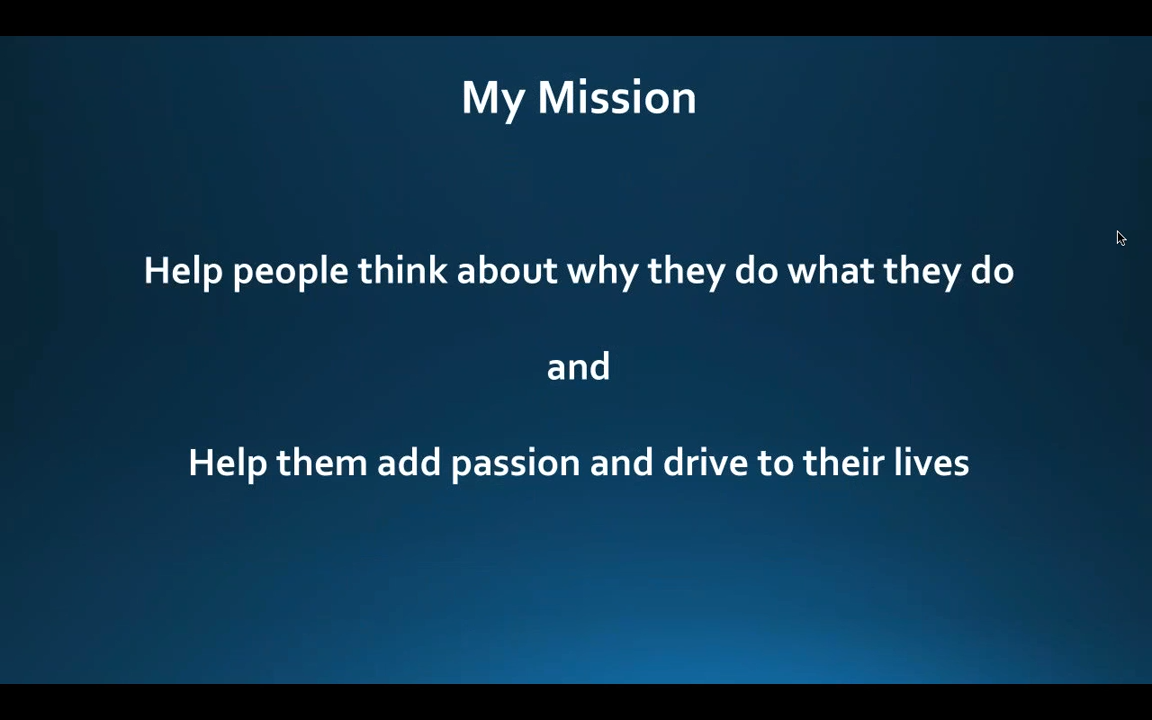 My Mission
Help people think about why they do what they do
and
Help them add passion and drive to their lives